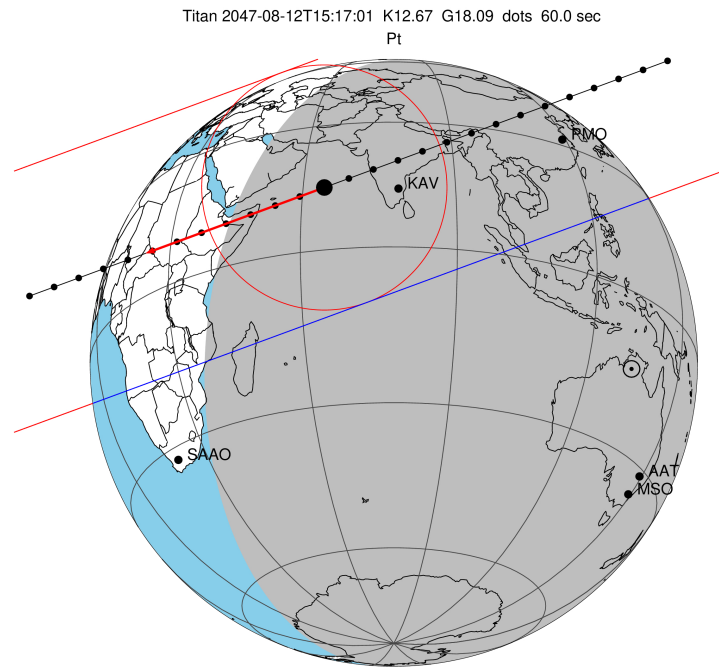 Titan 2047-08-12T15:17:01 K12.67 G18.09 dots 60.0 sec
Pt
PMO
KAV
SAAO
AAT
MSO